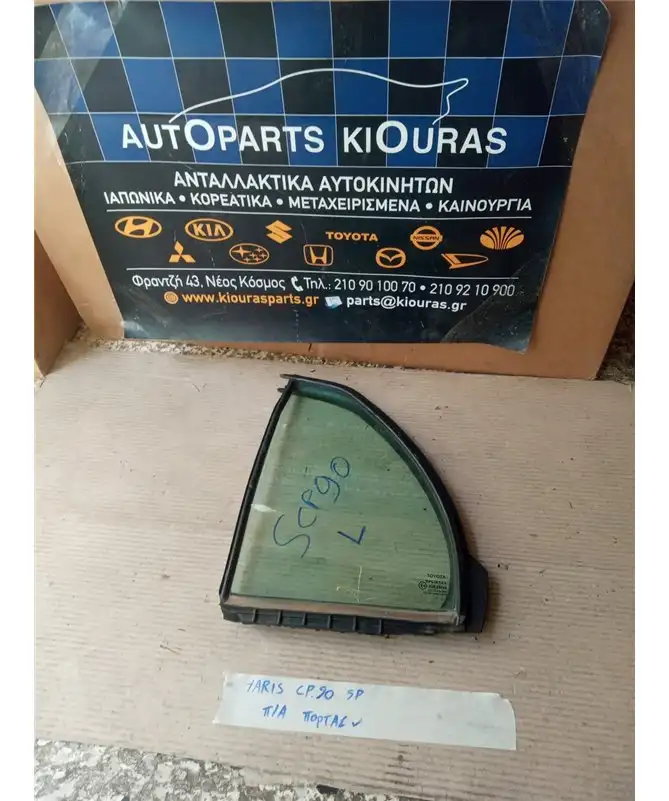 AUTOPARTS KIOURAS
ΑΝΤΑΛΛΑΚΤΙΚΑ ΑΥΤΟΚΙΝΗΤΩΝ
ΙΑΠΩΝΙΚΑ • ΚΟΡΕΑΤΙΚΑ • ΜΕΤΑΧΕΙΡΙΣΜΕΝΑ • ΚΑΙΝΟΥΡΓΙΑ
KIA TOYOTA NISSAN
Φραντζή 43, Νέος Κόσμος Τηλ.: 210 90 100 70 • 210 92 10 900
www.kiourasparts.gr parts@kiouras.gr
SCP90
L
TOYOTA
YARIS CP.90 5P
Π/Α ΠΟΡΤΑΣ